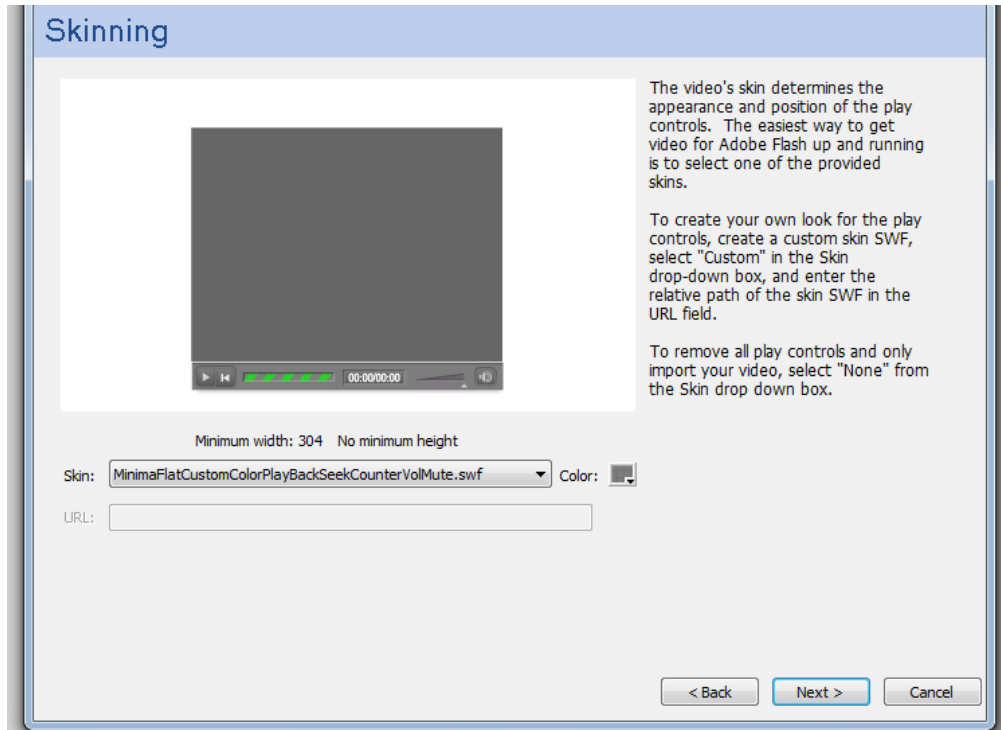 Skinning
The video's skin determines the
appearance and position of the play
controls.  The easiest way to get
video for Adobe Flash up and running
is to select one of the provided
skins.
To create your own look for the play
controls, create a custom skin SWF,
select "Custom" in the Skin
drop-down box, and enter the
relative path of the skin SWF in the
URL field.
To remove all play controls and only
import your video, select "None" from
the Skin drop down box.
00:00/00:00
Minimum width: 304   No minimum height
Skin: MinimaFlatCustomColorPlayBackSeekCounterVolMute.swf Color:
URL:
< Back Next > Cancel